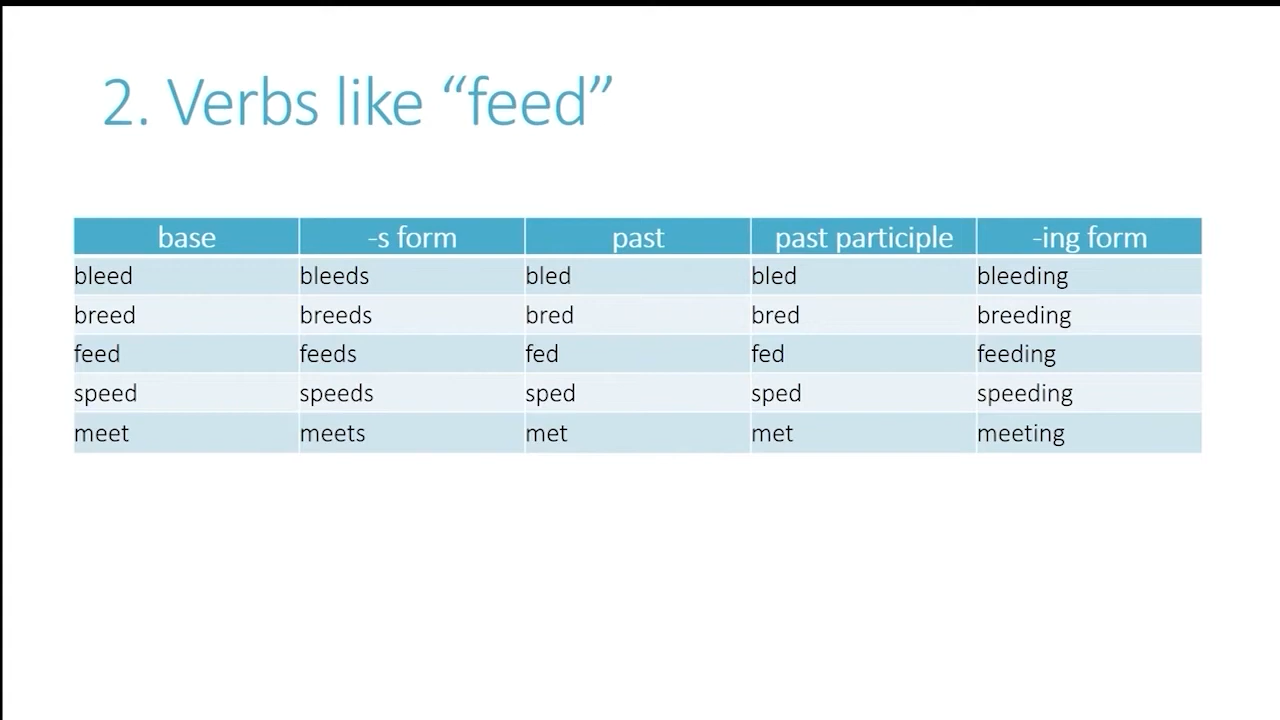 2. Verbs like “feed”
base -s form past past participle -ing form
bleed bleeds bled bled bleeding
breed breeds bred bred breeding
feed feeds fed fed feeding
speed speeds sped sped speeding
meet meets met met meeting